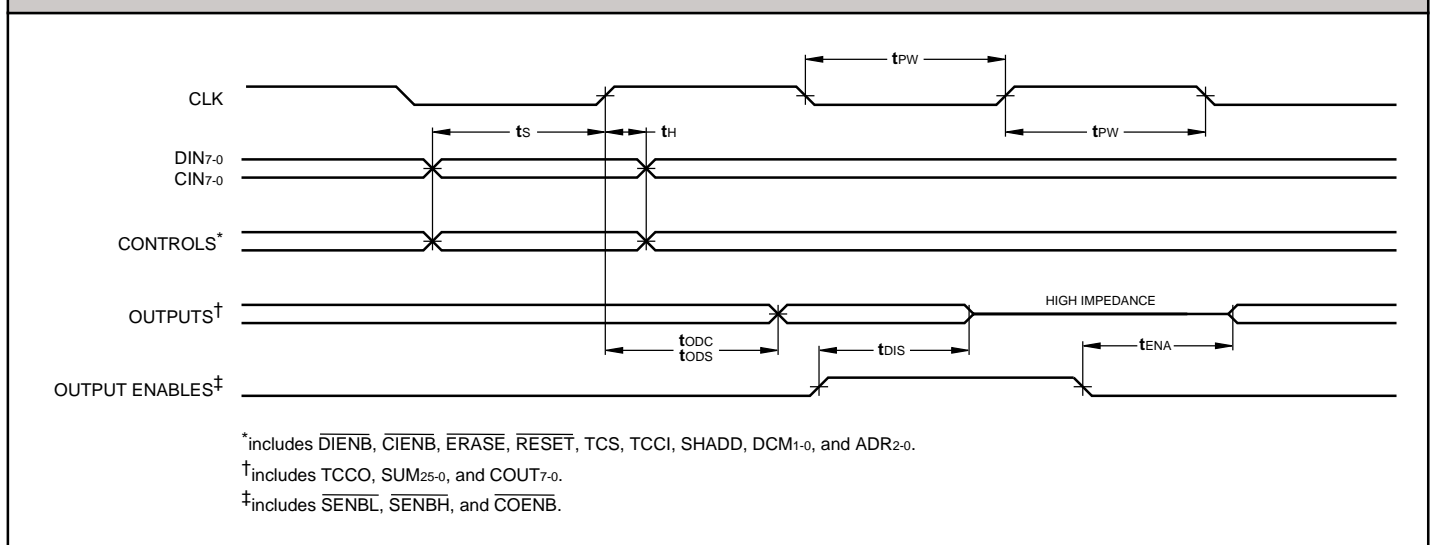 tPW
CLK
tS
tH
tPW
DIN7-0
CIN7-0
CONTROLS*
HIGH IMPEDANCE
OUTPUTS†
tODC
tODS
tDIS
tENA
OUTPUT ENABLES‡
*includes DIENB, CIENB, ERASE, RESET, TCS, TCCI, SHADD, DCM1-0, and ADR2-0.
†includes TCCO, SUM25-0, and COUT7-0.
‡includes SENBL, SENBH, and COENB.